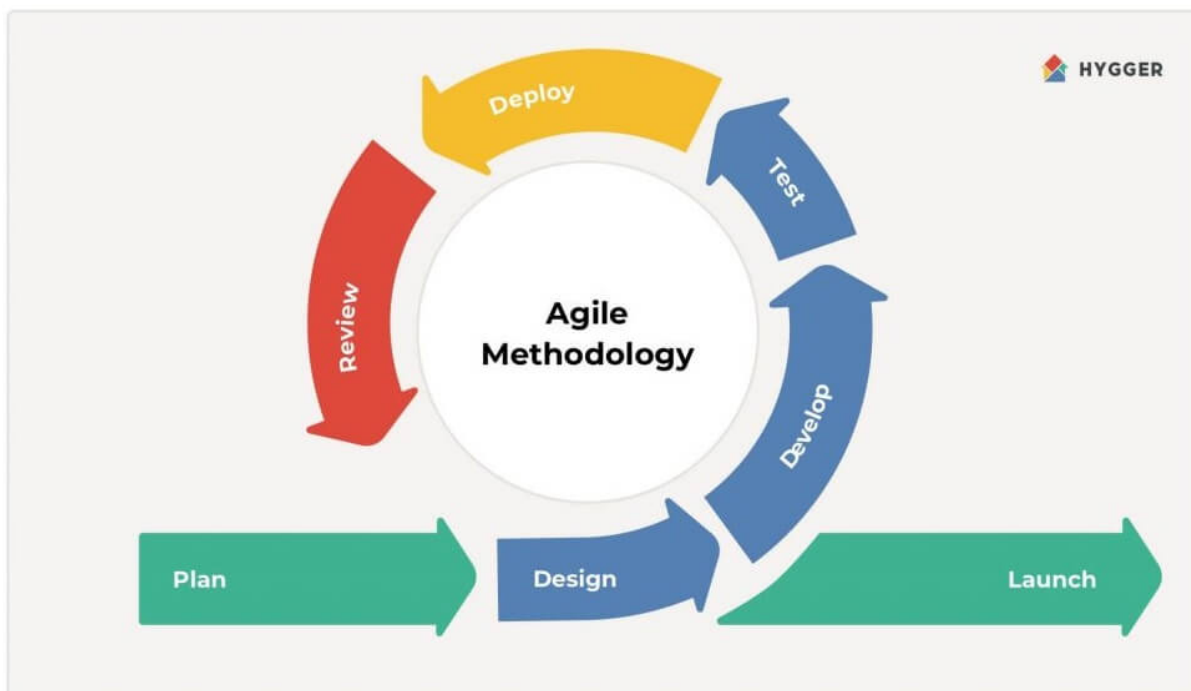 HYGGER
Deploy
Test
Review
Agile
Methodology
Develop
Plan
Design
Launch